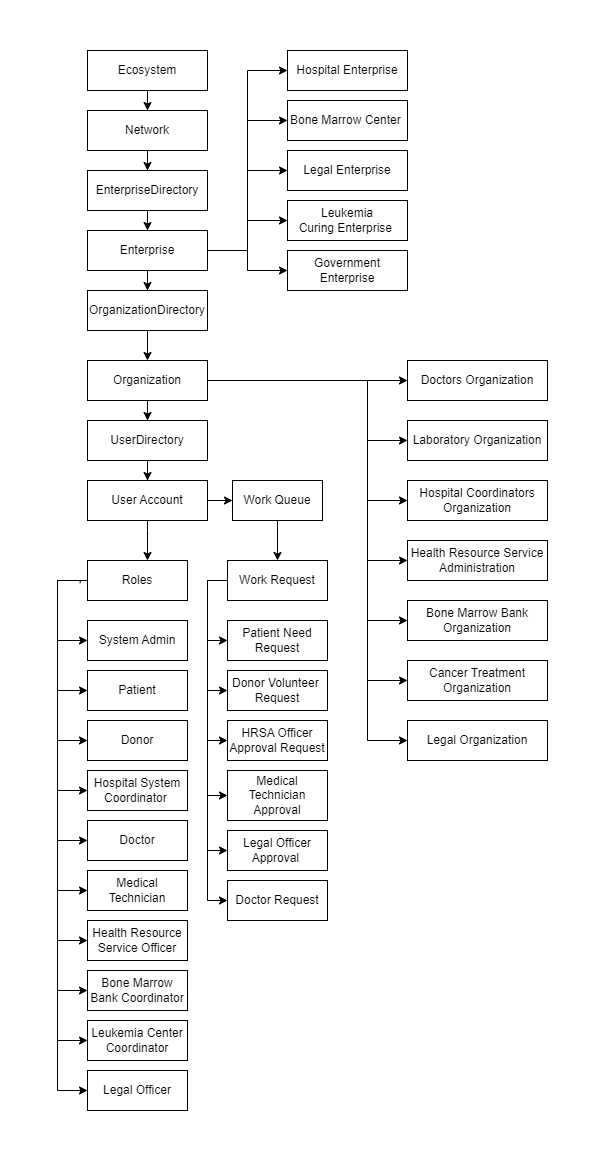 Ecosystem
Network
EnterpriseDirectory
Enterprise
OrganizationDirectory
Hospital Enterprise
Bone Marrow Center
Legal Enterprise
Leukemia
Curing Enterprise
Government
Enterprise
Organization
UserDirectory
User Account
Work Queue
Doctors Organization
Laboratory Organization
Hospital Coordinators
Organization
Health Resource Service
Administration
Bone Marrow Bank
Organization
Cancer Treatment
Organization
Legal Organization
Roles
System Admin
Patient
Donor
Hospital System
Coordinator
Doctor
Medical
Technician
Health Resource
Service Officer
Bone Marrow
Bank Coordinator
Leukemia Center
Coordinator
Legal Officer
Work Request
Patient Need
Request
Donor Volunteer
Request
HRSA Officer
Approval Request
Medical
Technician
Approval
Legal Officer
Approval
Doctor Request